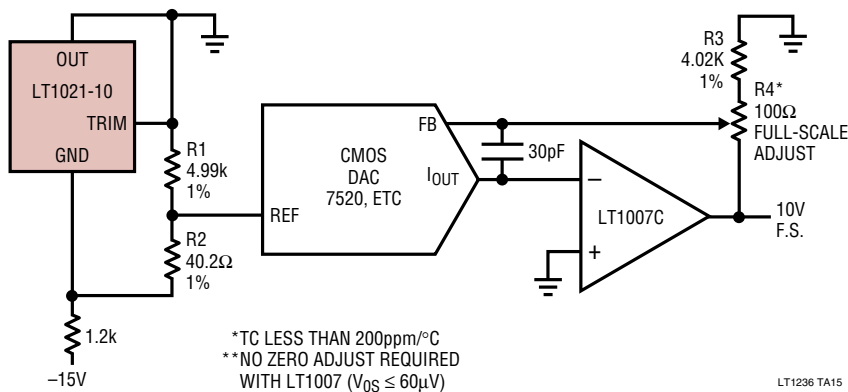 OUT
LT1021-10
TRIM
GND
R1
4.99k
1%
R2
40.2Ω
1%
1.2k
–15V
REF
CMOS
DAC
7520, ETC
FB
IOUT
30pF
–
+
LT1007C
R3
4.02K
1%
R4*
100Ω
FULL-SCALE
ADJUST
10V
F.S.
*TC LESS THAN 200ppm/°C
**NO ZERO ADJUST REQUIRED
WITH LT1007 (V0S ≤ 60µV)
LT1236 TA15